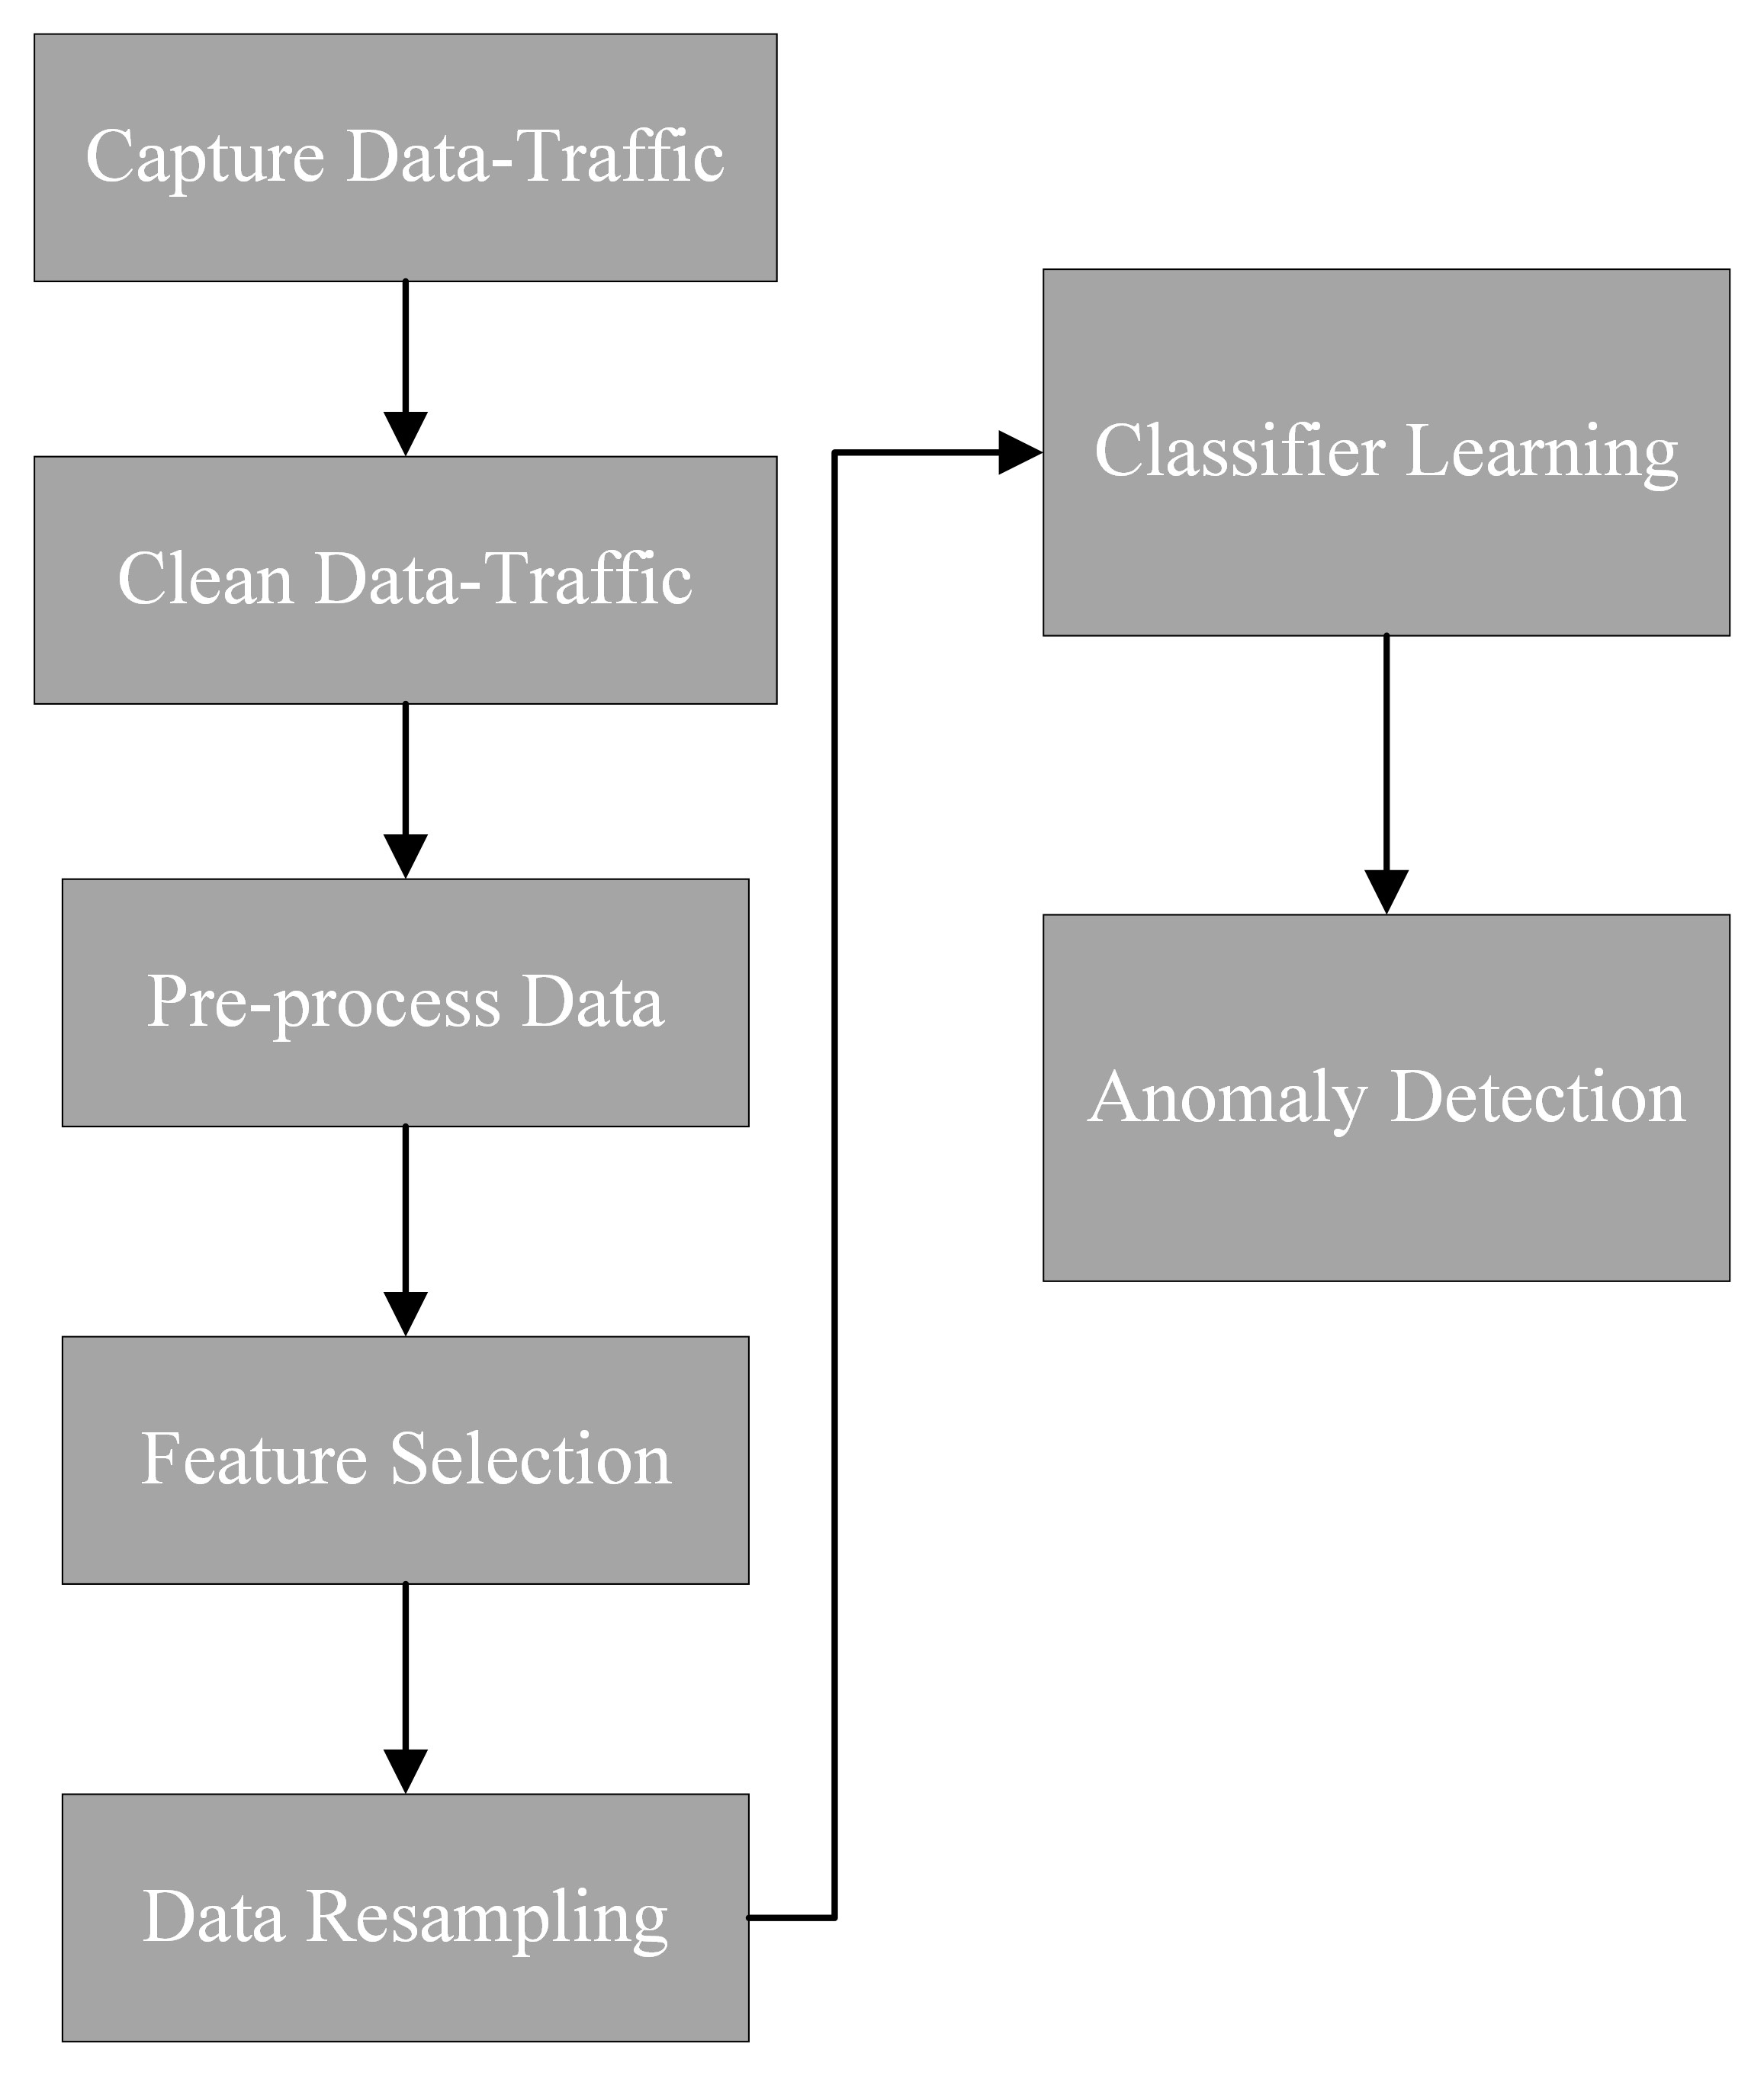 Capture Data-Traffic
Clean Data-Traffic
Pre-process Data
Feature Selection
Data Resampling
Classifier Learning
Anomaly Detection